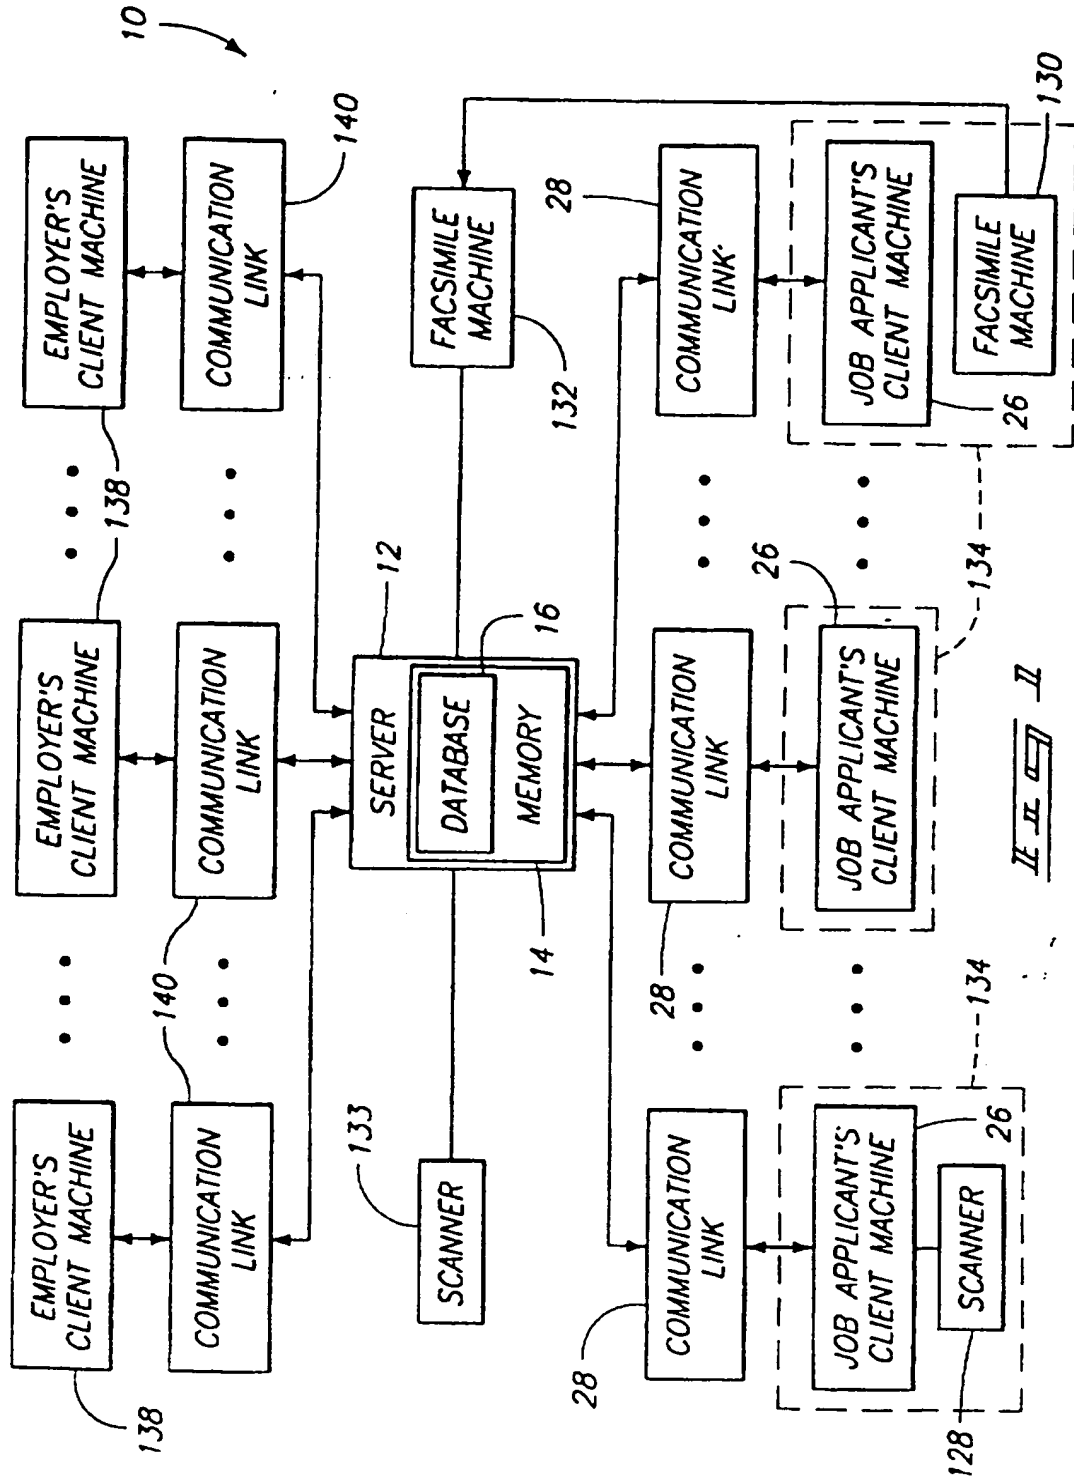 10
EMPLOYER'S
CLIENT MACHINE
EMPLOYER'S
CLIENT MACHINE
EMPLOYER'S
CLIENT MACHINE
138
138
COMMUNICATION
LINK
COMMUNICATION
LINK
COMMUNICATION
LINK
140
140
12
SERVER
DATABASE
16
MEMORY
14
SCANNER
133
FACSIMILE
MACHINE
132
COMMUNICATION
LINK
28
COMMUNICATION
LINK
28
COMMUNICATION
LINK
28
JOB APPLICANT'S
CLIENT MACHINE
26
SCANNER
128
134
JOB APPLICANT'S
CLIENT MACHINE
26
134
JOB APPLICANT'S
CLIENT MACHINE
26
FACSIMILE
MACHINE
130